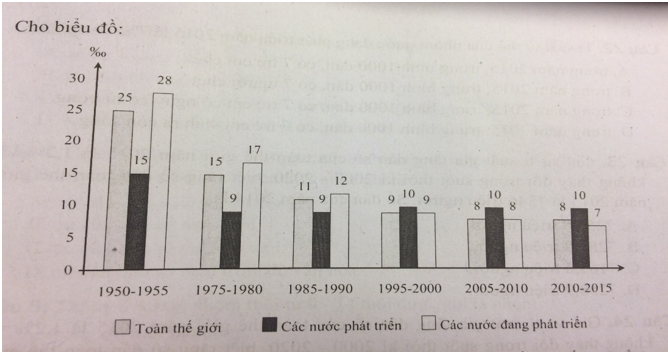 Cho biểu đồ:
‰
30
25
20
15
10
5
0
25 15 28
15 9 17
11 9 12
9 10 9
8 10 8
8 10 7
1950-1955 1975-1980 1985-1990 1995-2000 2005-2010 2010-2015
Toàn thế giới Các nước phát triển Các nước đang phát triển